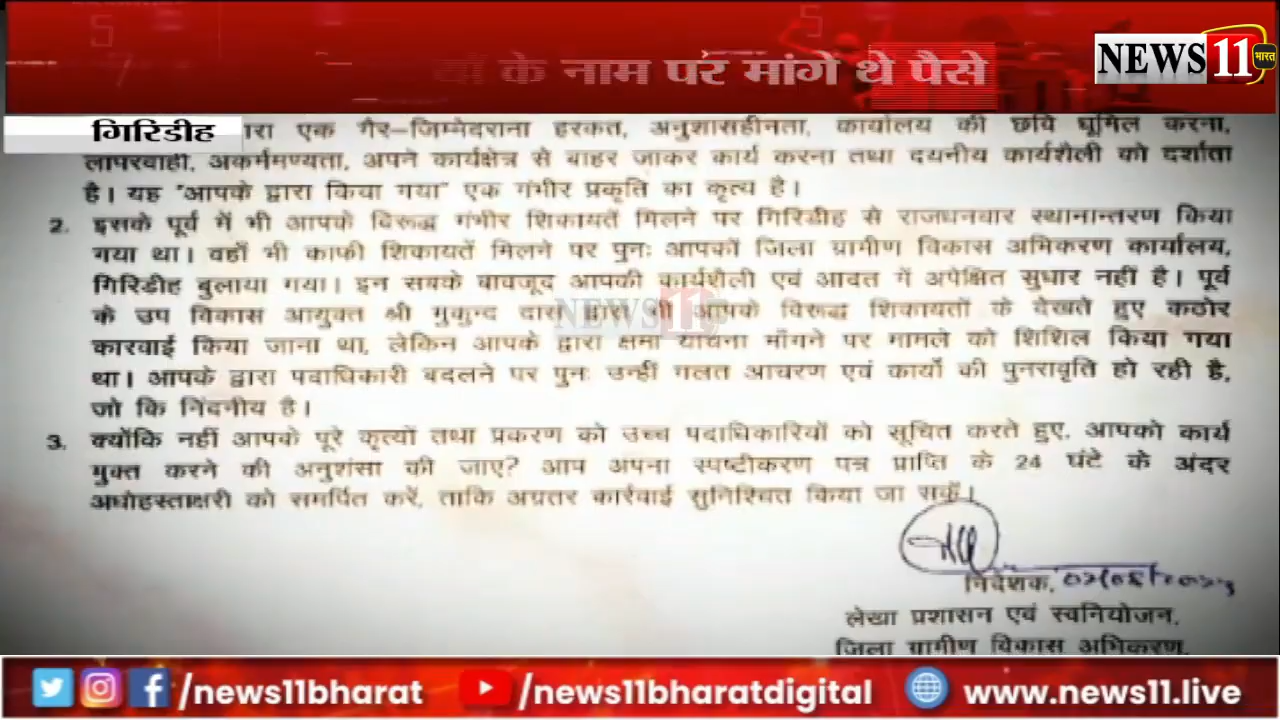 के नाम पर मांगे थे पैसे
NEWS 11 भारत
गिरिडीह
एक गैर-जिम्मेदराना हरकत, अनुशासहीनता, कार्यालय की छवि धूमिल करना,
लापरवाही, अकर्मण्यता, अपने कार्यक्षेत्र से बाहर जाकर कार्य करना तथा दयनीय कार्यशैली को दर्शाता
है। यह "आपके द्वारा किया गया" एक गंभीर प्रकृति का कृत्य है।
2. इसके पूर्व में भी आपके विरूद्ध गंभीर शिकायतें मिलने पर गिरिडीह से राजधनवार स्थानान्तरण किया
गया था। वहाँ भी काफी शिकायतें मिलने पर पुनः आपकों जिला ग्रामीण विकास अभिकरण कार्यालय,
गिरिडीह बुलाया गया। इन सबके बावजूद आपकी कार्यशैली एवं आदत में अपेक्षित सुधार नहीं है। पूर्व
के उप विकास आयुक्त श्री मुकुन्द दास द्वारा भी आपके विरूद्ध शिकायतों के देखते हुए कठोर
कारवाई किया जाना था, लेकिन आपके द्वारा क्षमा याचना माँगने पर मामले को शिशिल किया गया
था। आपके द्वारा पदाधिकारी बदलने पर पुनः उन्हीं गलत आचरण एवं कार्यो की पुनरावृति हो रही है,
जो कि निंदनीय है।
3. क्योंकि नहीं आपके पूरे कृत्यों तथा प्रकरण को उच्च पदाधिकारियों को सूचित करते हुए, आपको कार्य
मुक्त करने की अनुशंसा की जाए? आप अपना स्पष्टीकरण पत्र प्राप्ति के 24 घंटे के अंदर
अधोहस्ताक्षरी को समर्पित करें, ताकि अग्रतर कार्रवाई सुनिश्चित किया जा सकें।
NEWS 11
निदेशक,
लेखा प्रशासन एवं स्वनियोजन,
जिला ग्रामीण विकास अभिकरण,
/news11bharat
/news11bharatdigital
www.news11.live